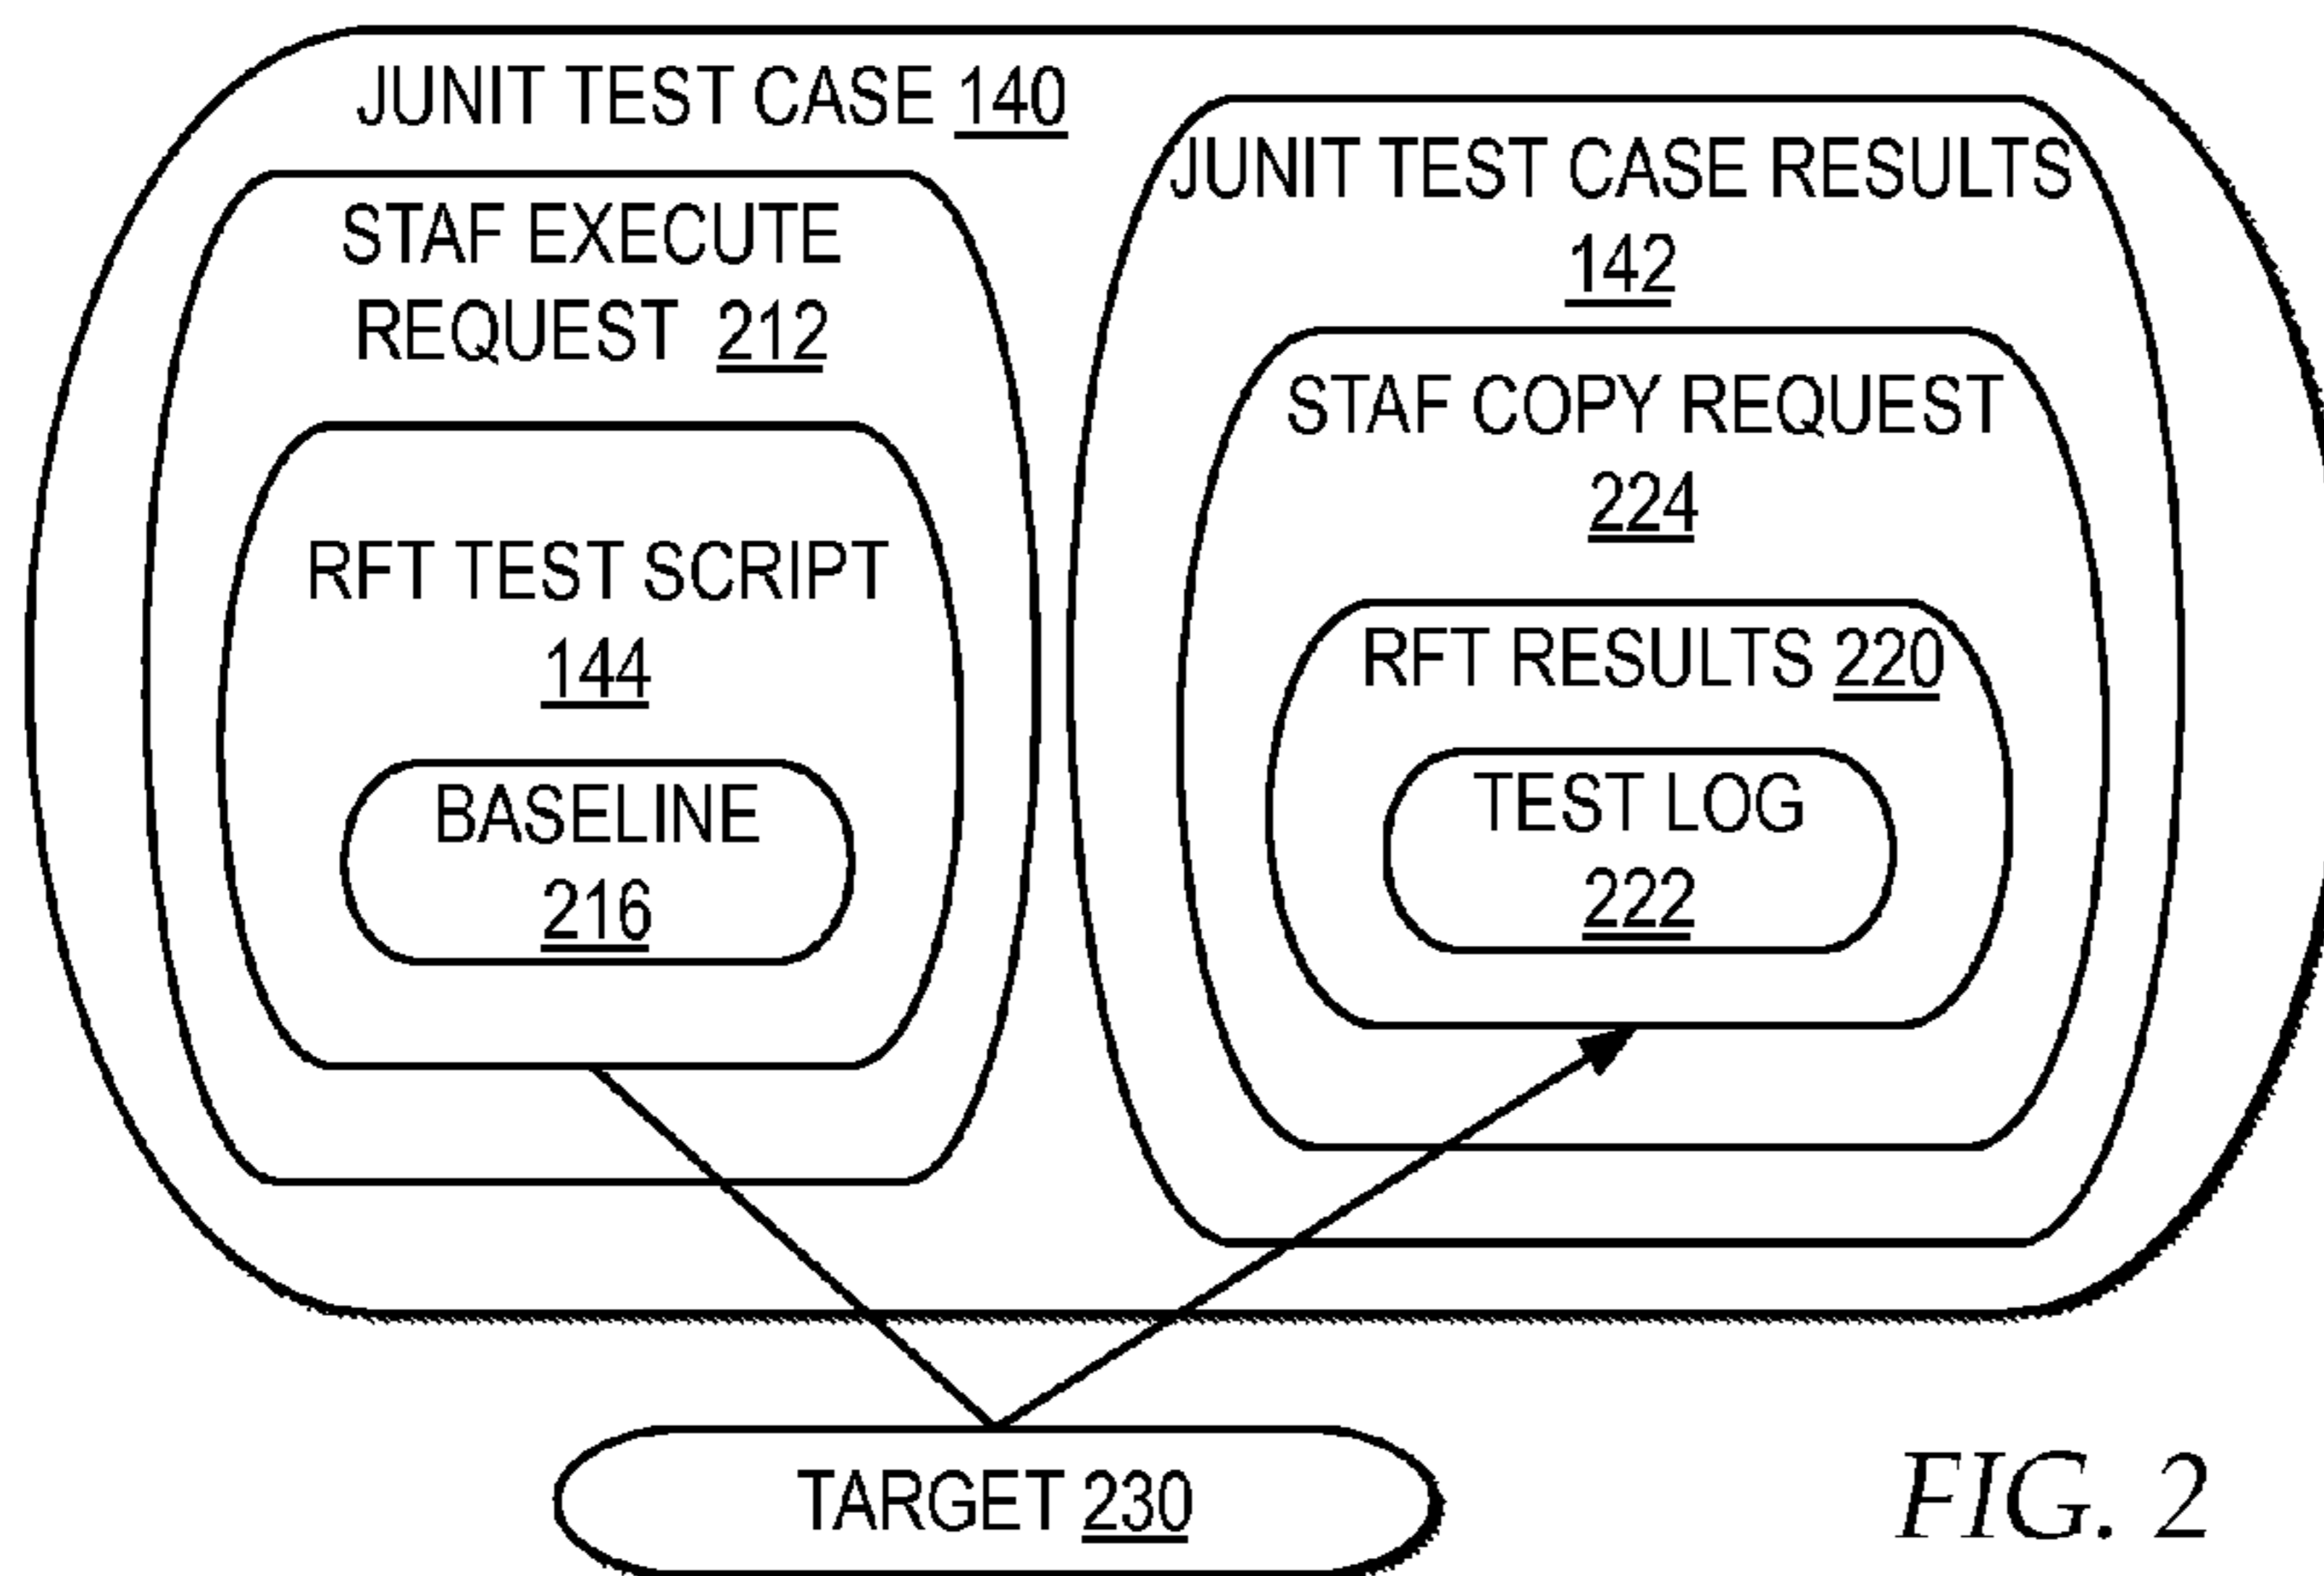 JUNIT TEST CASE 140
STAF EXECUTE
REQUEST 212
RFT TEST SCRIPT
144
BASELINE
216
JUNIT TEST CASE RESULTS
142
STAF COPY REQUEST
224
RFT RESULTS 220
TEST LOG
222
TARGET 230
FIG. 2